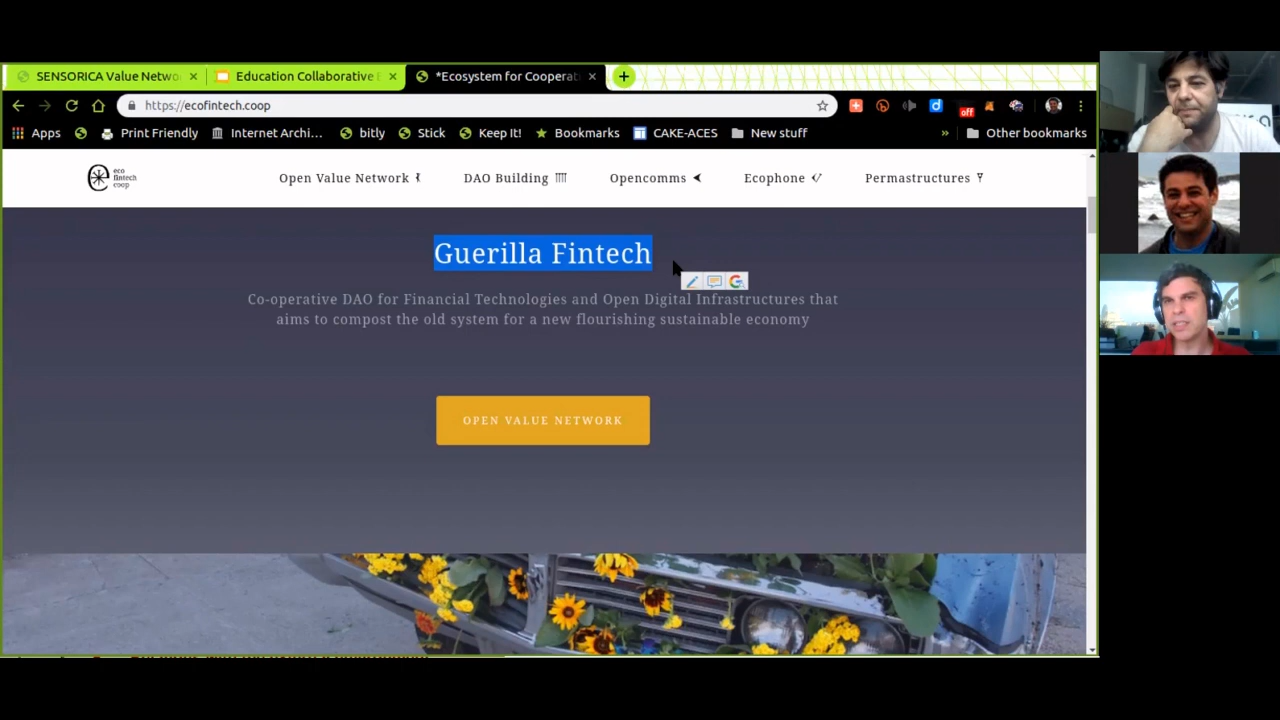 SENSORICA Value Netwo
Education Collaborative E
*Ecosystem for Cooperat
https://ecofintech.coop
off
Apps
Print Friendly
Internet Archi...
bitly
Stick
Keep It!
Bookmarks
CAKE-ACES
New stuff
»
Other bookmarks
eco
fintech
coop
Open Value Network
DAO Building
Opencomms
Ecophone
Permastructures
Guerilla Fintech
Co-operative DAO for Financial Technologies and Open Digital Infrastructures that
aims to compost the old system for a new flourishing sustainable economy
OPEN VALUE NETWORK